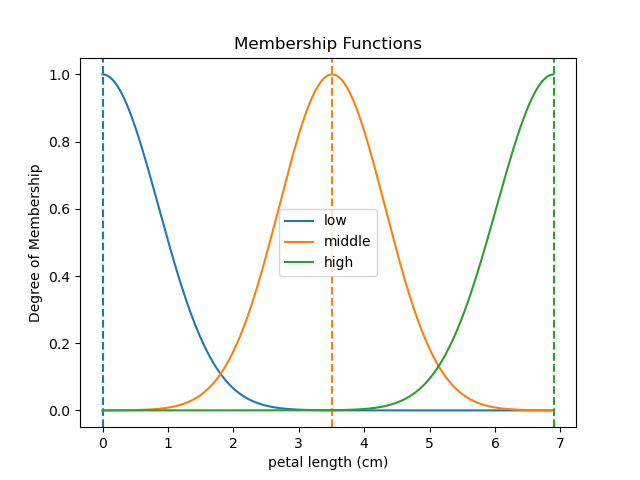 Membership Functions
1.0
0.8
0.6
0.4
0.2
0.0
Degree of Membership
low
middle
high
0 1 2 3 4 5 6 7
petal length (cm)